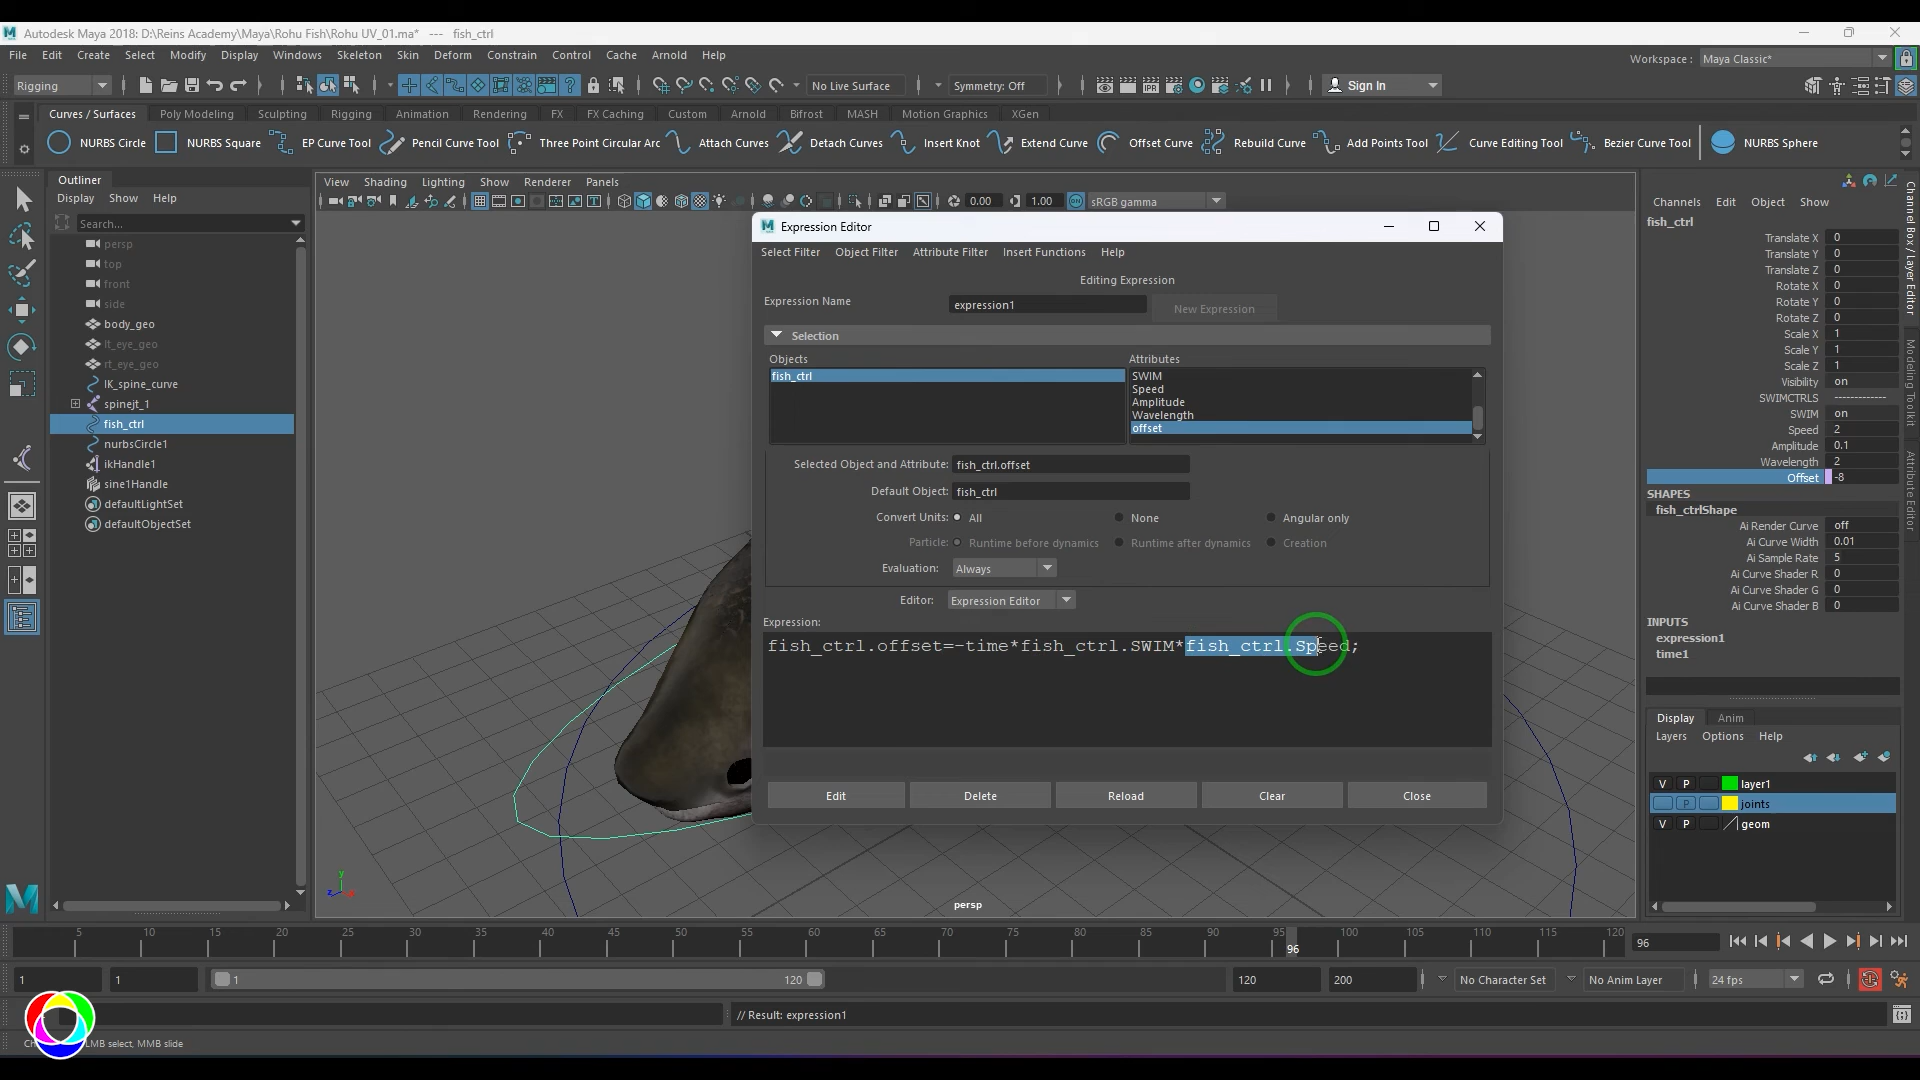 Autodesk Maya 2018: D:\Reins Academy\Maya\Rohu Fish\Rohu UV_01.ma* --- fish_ctrl
File Edit Create Select Modify Display Windows Skeleton Skin Deform Constrain Control Cache Arnold Help
Workspace : Maya Classic*
Rigging No Live Surface Symmetry: Off Sign In
Curves / Surfaces Poly Modeling Sculpting Rigging Animation Rendering FX FX Caching Custom Arnold Bifrost MASH Motion Graphics XGen
NURBS Circle NURBS Square EP Curve Tool Pencil Curve Tool Three Point Circular Arc Attach Curves Detach Curves Insert Knot Extend Curve Offset Curve Rebuild Curve Add Points Tool Curve Editing Tool Bezier Curve Tool NURBS Sphere
Outliner
Display Show Help
Search...
persp
top
front
side
body_geo
lt_eye_geo
rt_eye_geo
IK_spine_curve
spinejt_1
fish_ctrl
nurbsCircle1
ikHandle1
sine1Handle
defaultLightSet
defaultObjectSet
View Shading Lighting Show Renderer Panels
0.00 1.00 sRGB gamma
Expression Editor
Select Filter Object Filter Attribute Filter Insert Functions Help
Editing Expression
Expression Name expression1 New Expression
Selection
Objects Attributes
fish_ctrl
SWIM
Speed
Amplitude
Wavelength
offset
Selected Object and Attribute: fish_ctrl.offset
Default Object: fish_ctrl
Convert Units: All None Angular only
Particle: Runtime before dynamics Runtime after dynamics Creation
Evaluation: Always
Editor: Expression Editor
Expression:
fish_ctrl.offset=-time*fish_ctrl.SWIM*fish_ctrl.Speed;
Edit Delete Reload Clear Close
persp
Channels Edit Object Show
fish_ctrl
Translate X 0
Translate Y 0
Translate Z 0
Rotate X 0
Rotate Y 0
Rotate Z 0
Scale X 1
Scale Y 1
Scale Z 1
Visibility on
SWIMCTRLS -------------
SWIM on
Speed 2
Amplitude 0.1
Wavelength 2
Offset -8
SHAPES
fish_ctrlShape
Ai Render Curve off
Ai Curve Width 0.01
Ai Sample Rate 5
Ai Curve Shader R 0
Ai Curve Shader G 0
Ai Curve Shader B 0
INPUTS
expression1
time1
Display Anim
Layers Options Help
V P layer1
P joints
V P geom
Channel Box / Layer Editor
Modeling Toolkit
Attribute Editor
5 10 15 20 25 30 35 40 45 50 55 60 65 70 75 80 85 90 95 96 100 105 110 115 120
96
1 1 1 120 120 200 No Character Set No Anim Layer 24 fps
// Result: expression1
LMB select, MMB slide